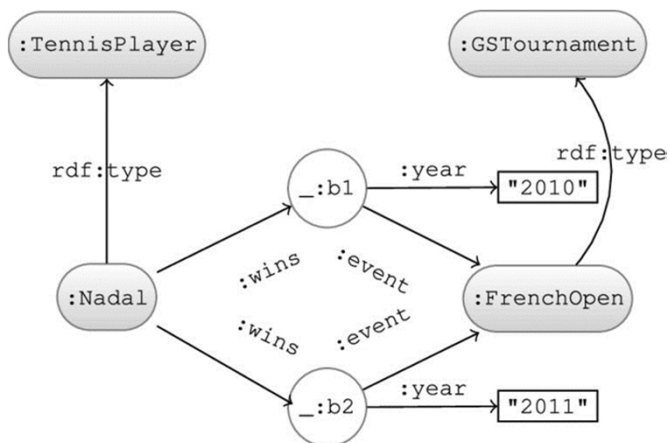 :TennisPlayer
:GSTournament
rdf:type
rdf:type
_:b1
:year
"2010"
:wins
:event
:Nadal
:FrenchOpen
:wins
:event
_:b2
:year
"2011"